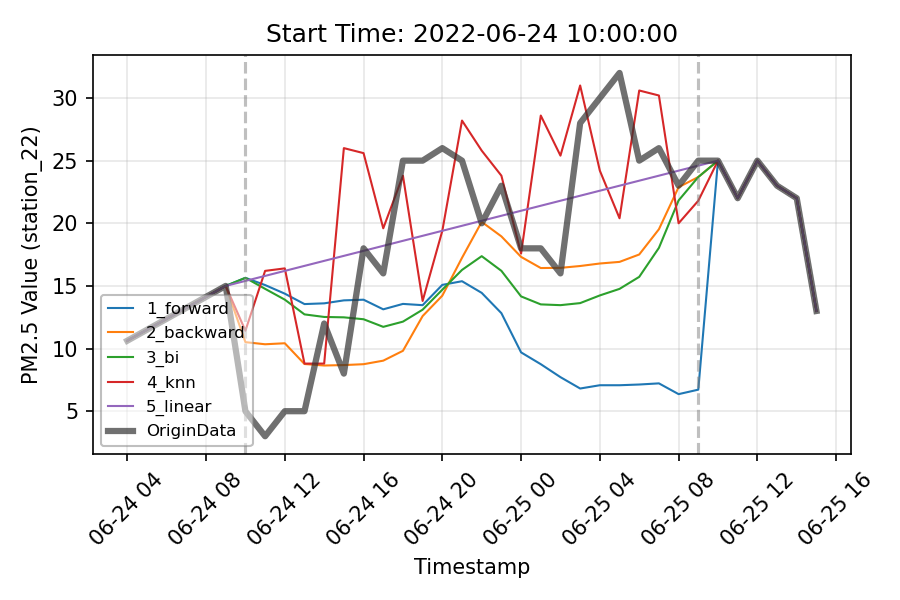 Start Time: 2022-06-24 10:00:00
PM2.5 Value (station_22)
30
25
20
15
10
5
1_forward
2_backward
3_bi
4_knn
5_linear
OriginData
06-24 04
06-24 08
06-24 12
06-24 16
06-24 20
06-25 00
06-25 04
06-25 08
06-25 12
06-25 16
Timestamp